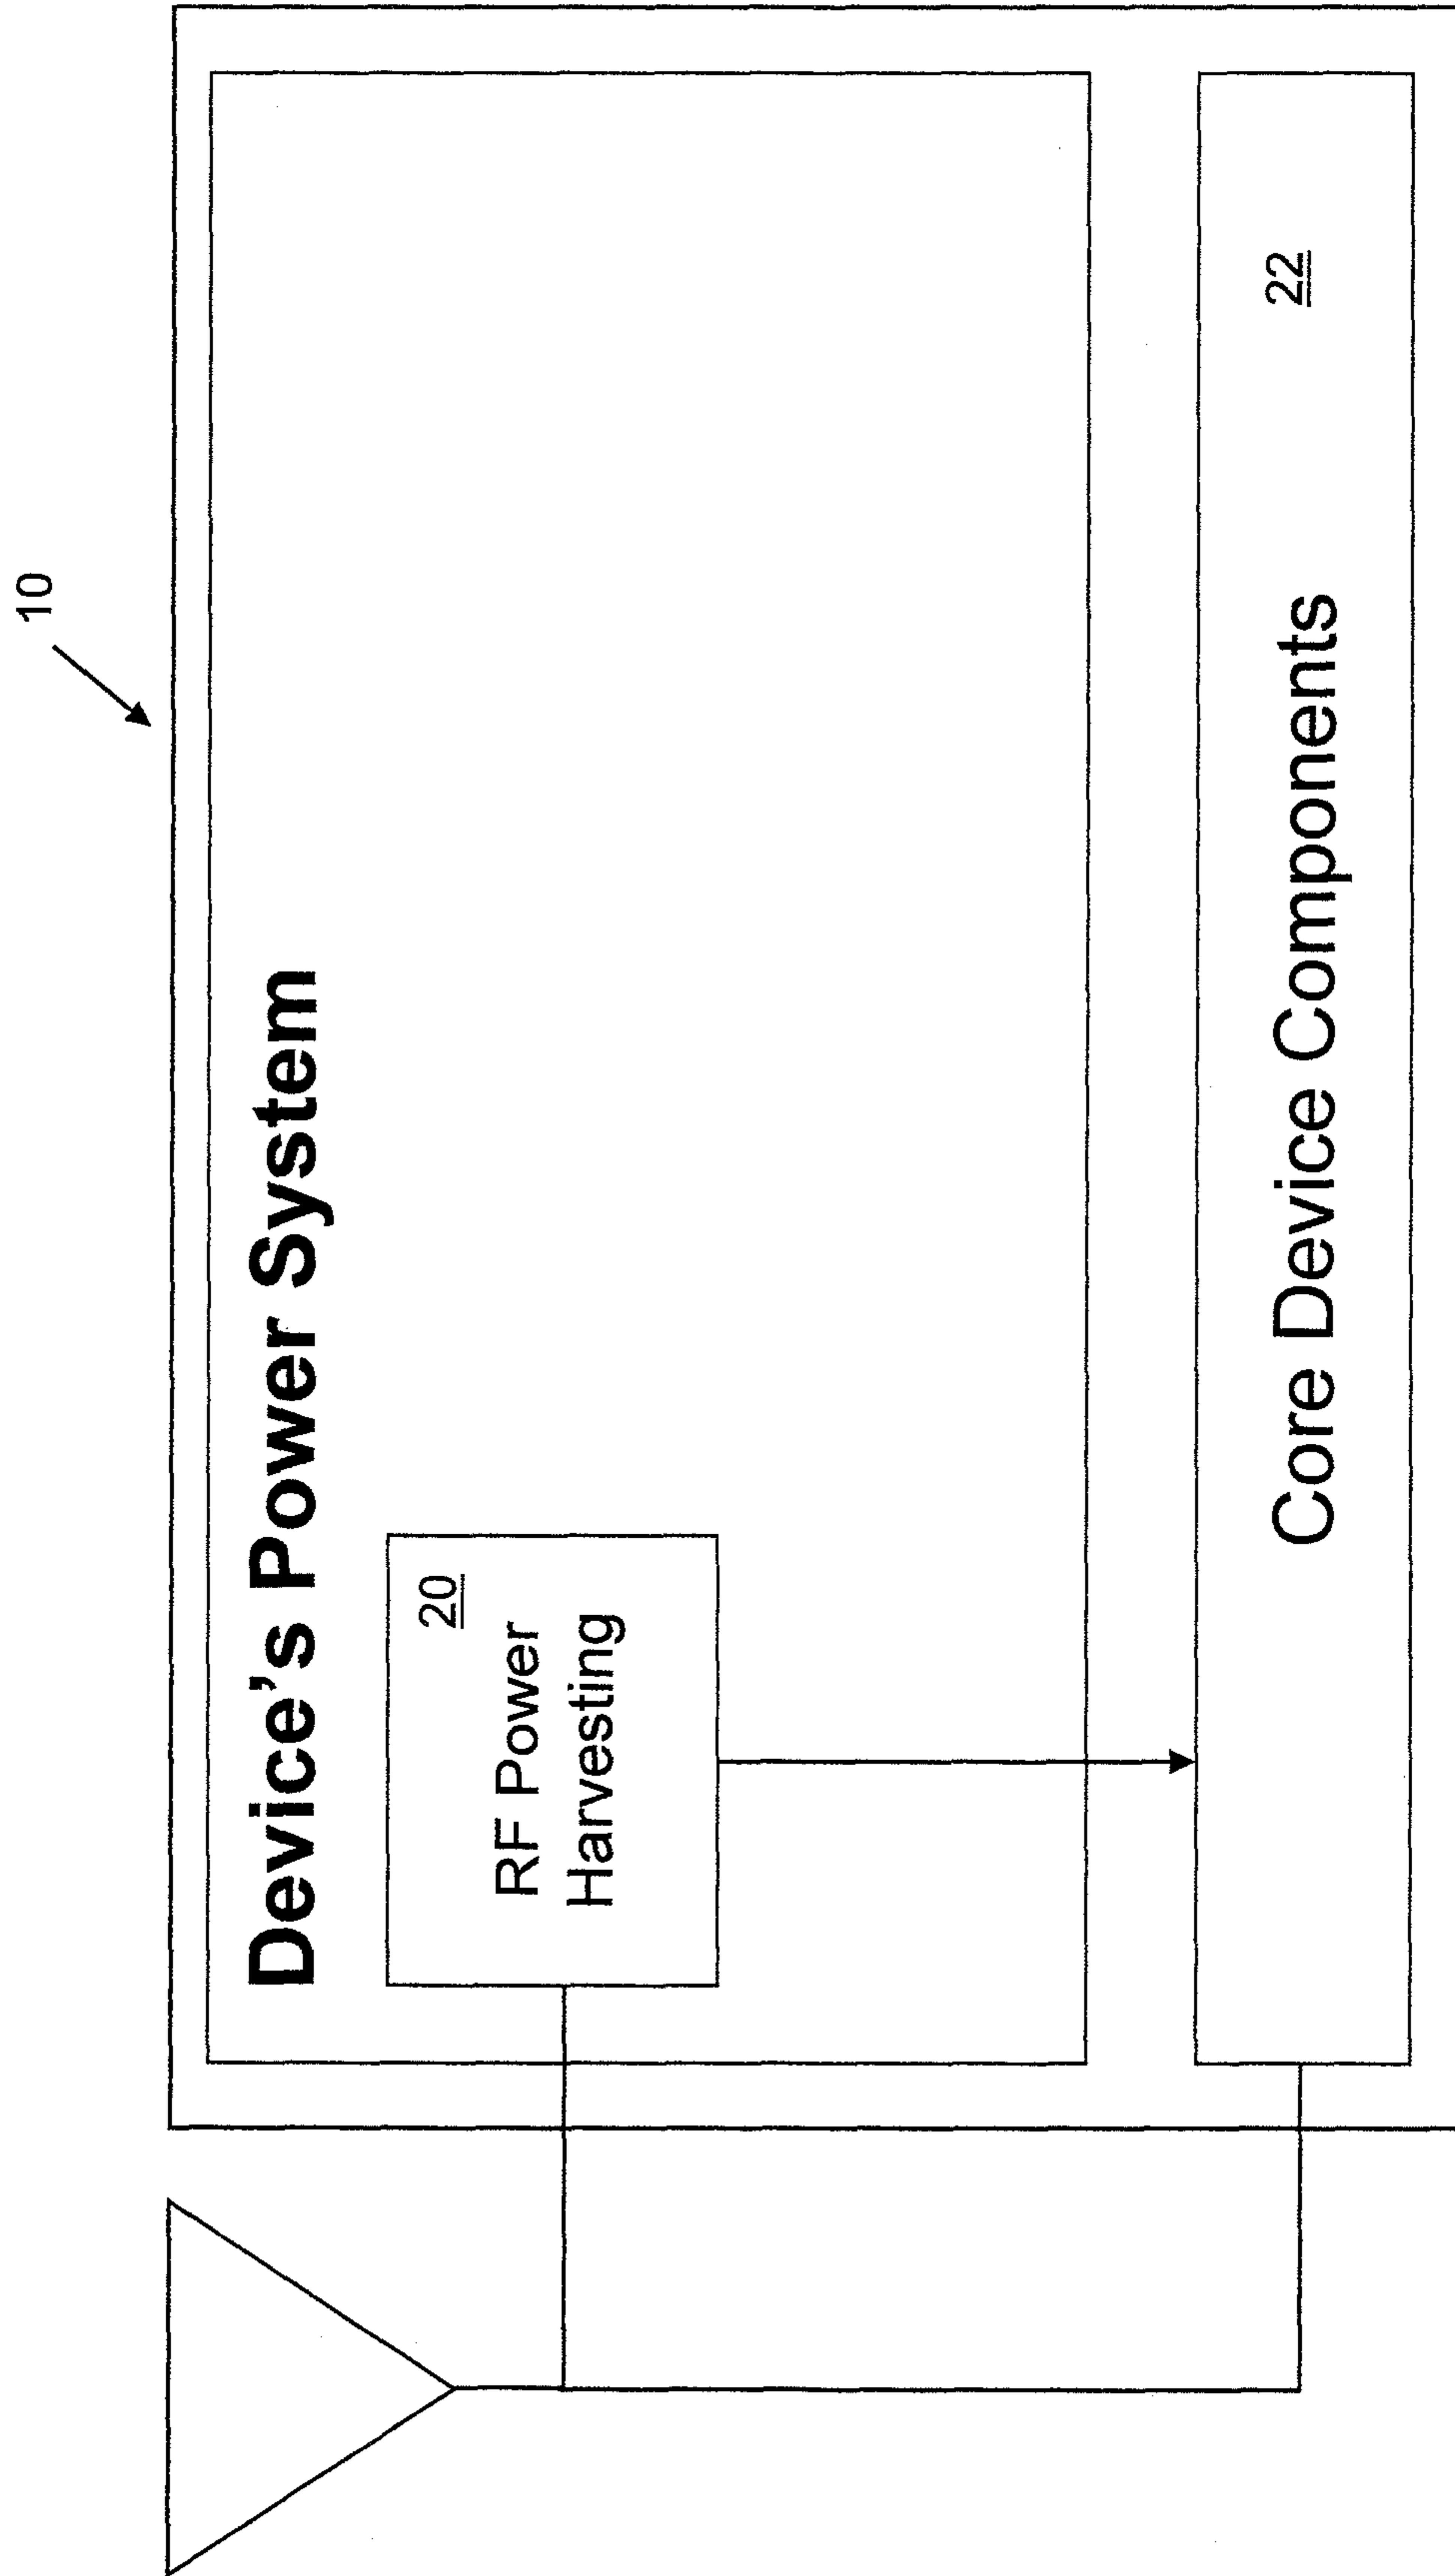 10
Device's Power System
20
RF Power
Harvesting
22
Core Device Components